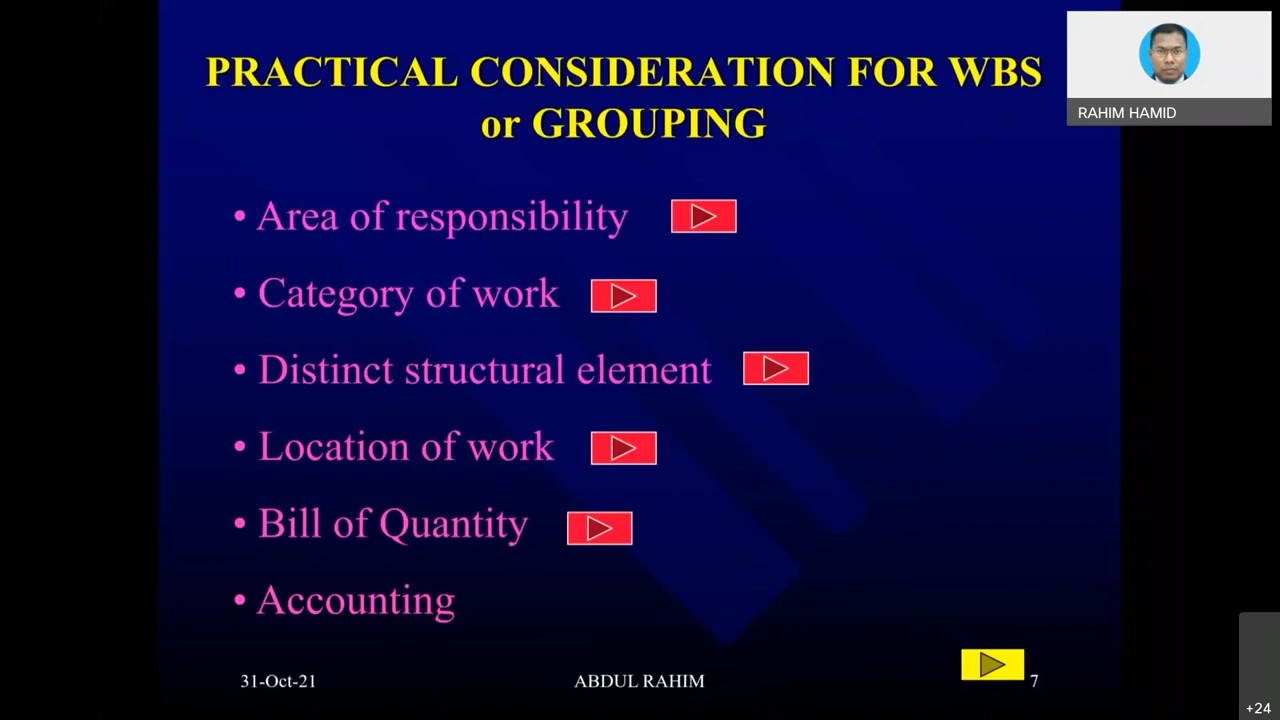 PRACTICAL CONSIDERATION FOR WBS
or GROUPING
RAHIM HAMID
• Area of responsibility
• Category of work
• Distinct structural element
• Location of work
• Bill of Quantity
• Accounting
31-Oct-21
ABDUL RAHIM
7
+24